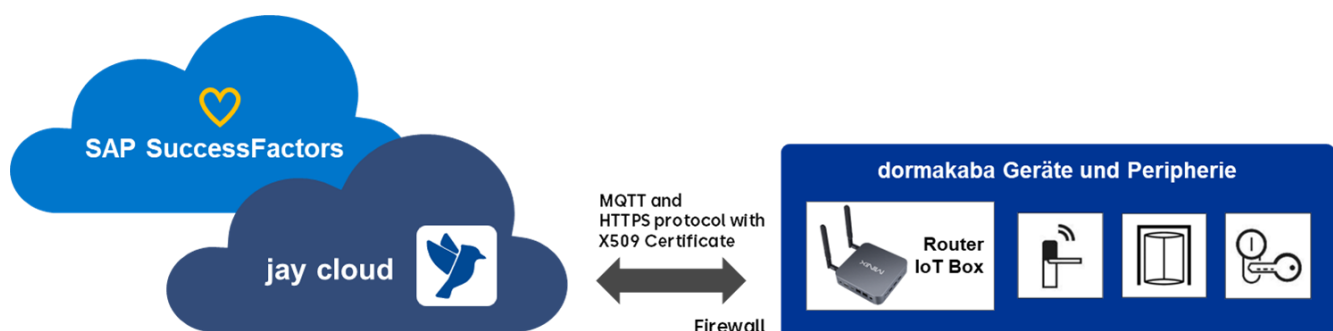 SAP SuccessFactors
jay cloud
MQTT and
HTTPS protocol with
X509 Certificate
Firewall
dormakaba Geräte und Peripherie
Router
IoT Box